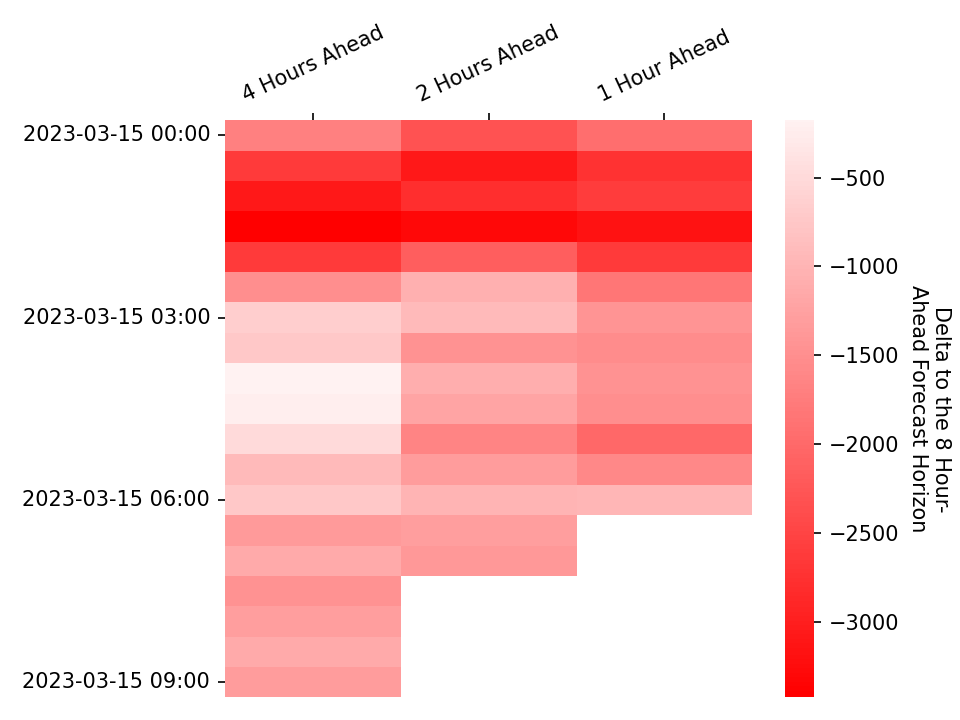 4 Hours Ahead
2 Hours Ahead
1 Hour Ahead
2023-03-15 00:00
2023-03-15 03:00
2023-03-15 06:00
2023-03-15 09:00
−500
−1000
−1500
−2000
−2500
−3000
Delta to the 8 Hour-
Ahead Forecast Horizon